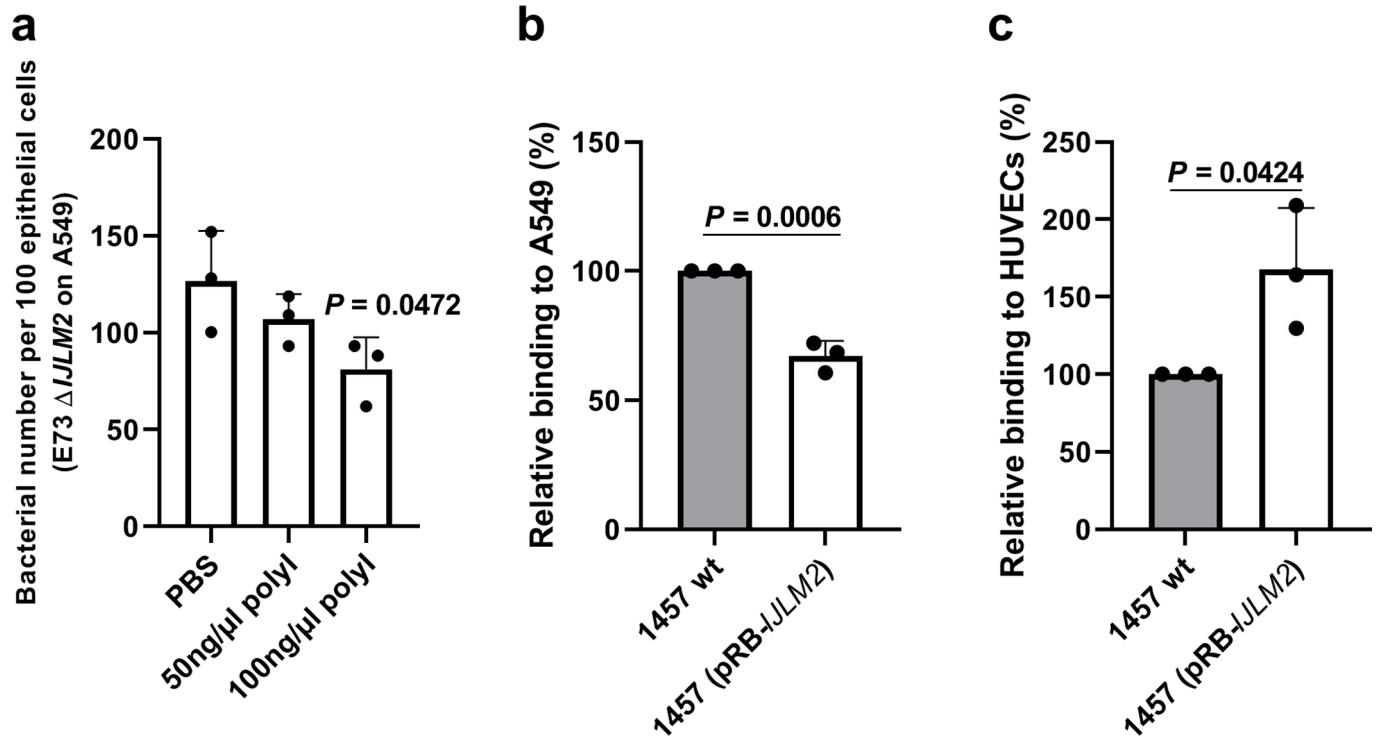 a
Bacterial number per 100 epithelial cells
(E73 Δ IJLM2 on A549)
200
150
100
50
0
P = 0.0472
PBS
50ng/µl polyI
100ng/µl polyI
b
Relative binding to A549 (%)
150
100
50
0
P = 0.0006
1457 wt
1457 (pRB-IJLM2)
c
Relative binding to HUVECs (%)
250
200
150
100
50
0
P = 0.0424
1457 wt
1457 (pRB-IJLM2)